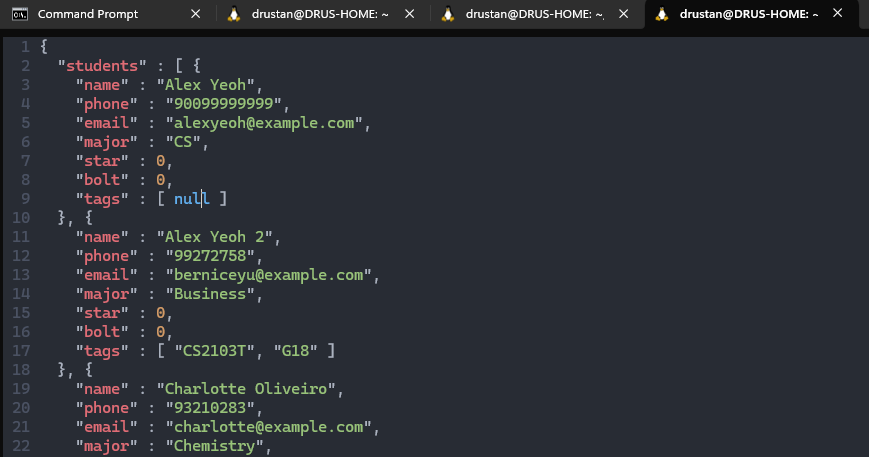 Command Prompt
drustan@DRUS-HOME: ~
drustan@DRUS-HOME: ~
drustan@DRUS-HOME: ~
1 {
2 "students" : [ {
3 "name" : "Alex Yeoh",
4 "phone" : "90099999999",
5 "email" : "alexyeoh@example.com",
6 "major" : "CS",
7 "star" : 0,
8 "bolt" : 0,
9 "tags" : [ null ]
10 }, {
11 "name" : "Alex Yeoh 2",
12 "phone" : "99272758",
13 "email" : "berniceyu@example.com",
14 "major" : "Business",
15 "star" : 0,
16 "bolt" : 0,
17 "tags" : [ "CS2103T", "G18" ]
18 }, {
19 "name" : "Charlotte Oliveiro",
20 "phone" : "93210283",
21 "email" : "charlotte@example.com",
22 "major" : "Chemistry",